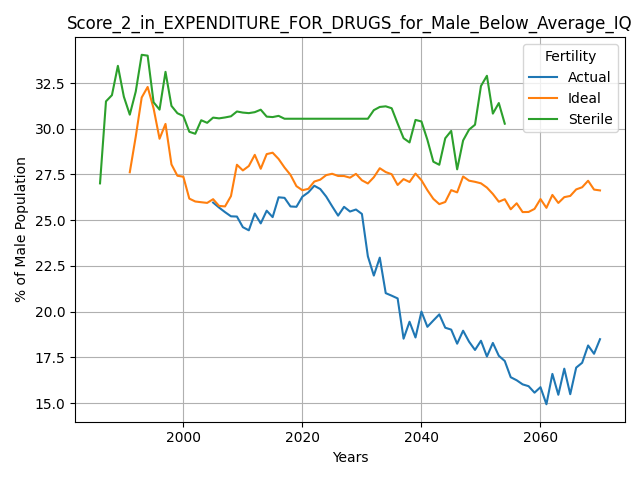 Score_2_in_EXPENDITURE_FOR_DRUGS_for_Male_Below_Average_IQ
Fertility
Actual
Ideal
Sterile
% of Male Population
32.5
30.0
27.5
25.0
22.5
20.0
17.5
15.0
2000 2020 2040 2060
Years